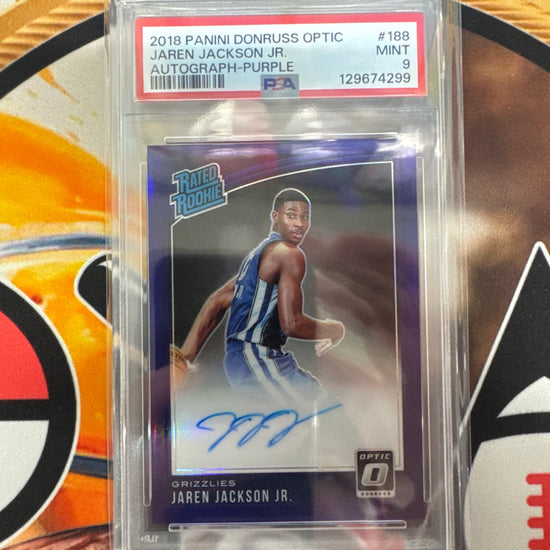 2018 PANINI DONRUSS OPTIC #188
JAREN JACKSON JR. MINT
AUTOGRAPH-PURPLE 9
PSA 129674299
RATED
ROOKIE
JJJ
OPTIC
O
DONRUSS
GRIZZLIES
JAREN JACKSON JR.